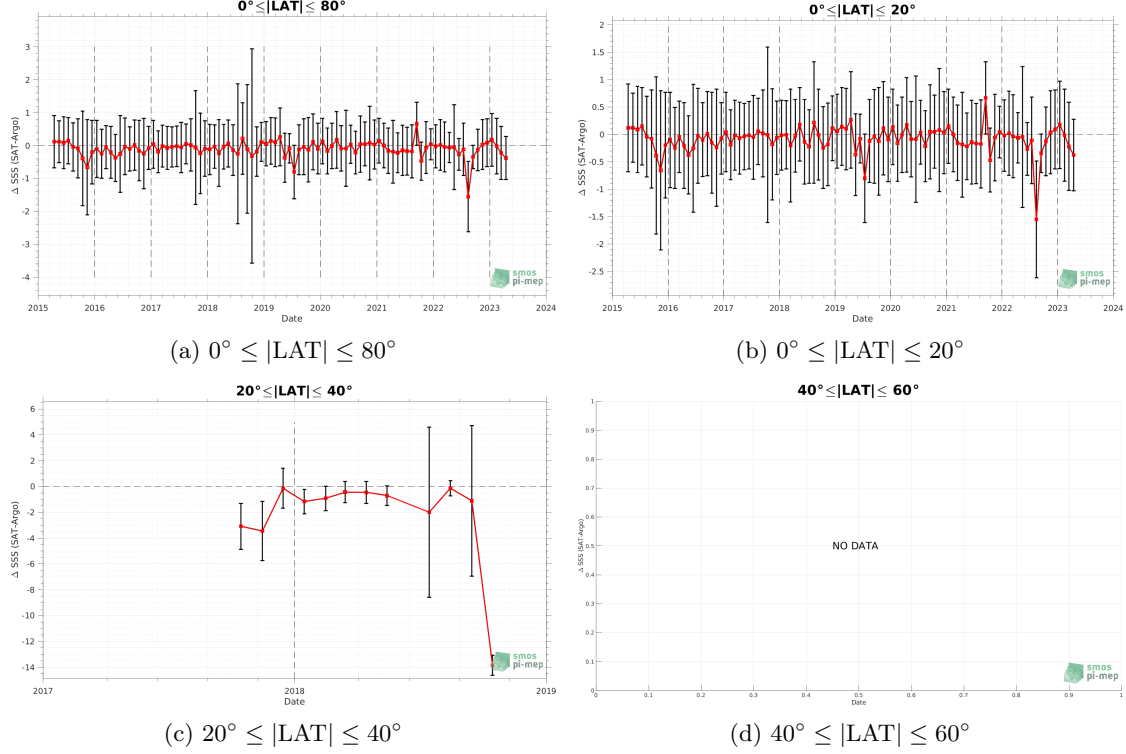 0°≤|LAT|≤ 80°
3
2
1
0
-1
-2
-3
-4
Δ SSS (SAT-Argo)
2015 2016 2017 2018 2019 2020 2021 2022 2023 2024
Date
smos
pi-mep
(a) 0° ≤ |LAT| ≤ 80°
0°≤|LAT|≤ 20°
2
1.5
1
0.5
0
-0.5
-1
-1.5
-2
-2.5
Δ SSS (SAT-Argo)
2015 2016 2017 2018 2019 2020 2021 2022 2023 2024
Date
smos
pi-mep
(b) 0° ≤ |LAT| ≤ 20°
20°≤|LAT|≤ 40°
6
4
2
0
-2
-4
-6
-8
-10
-12
-14
Δ SSS (SAT-Argo)
2017 2018 2019
Date
smos
pi-mep
(c) 20° ≤ |LAT| ≤ 40°
40°≤|LAT|≤ 60°
1
0.9
0.8
0.7
0.6
0.5
0.4
0.3
0.2
0.1
0
Δ SSS (SAT-Argo)
NO DATA
0 0.1 0.2 0.3 0.4 0.5 0.6 0.7 0.8 0.9 1
Date
smos
pi-mep
(d) 40° ≤ |LAT| ≤ 60°